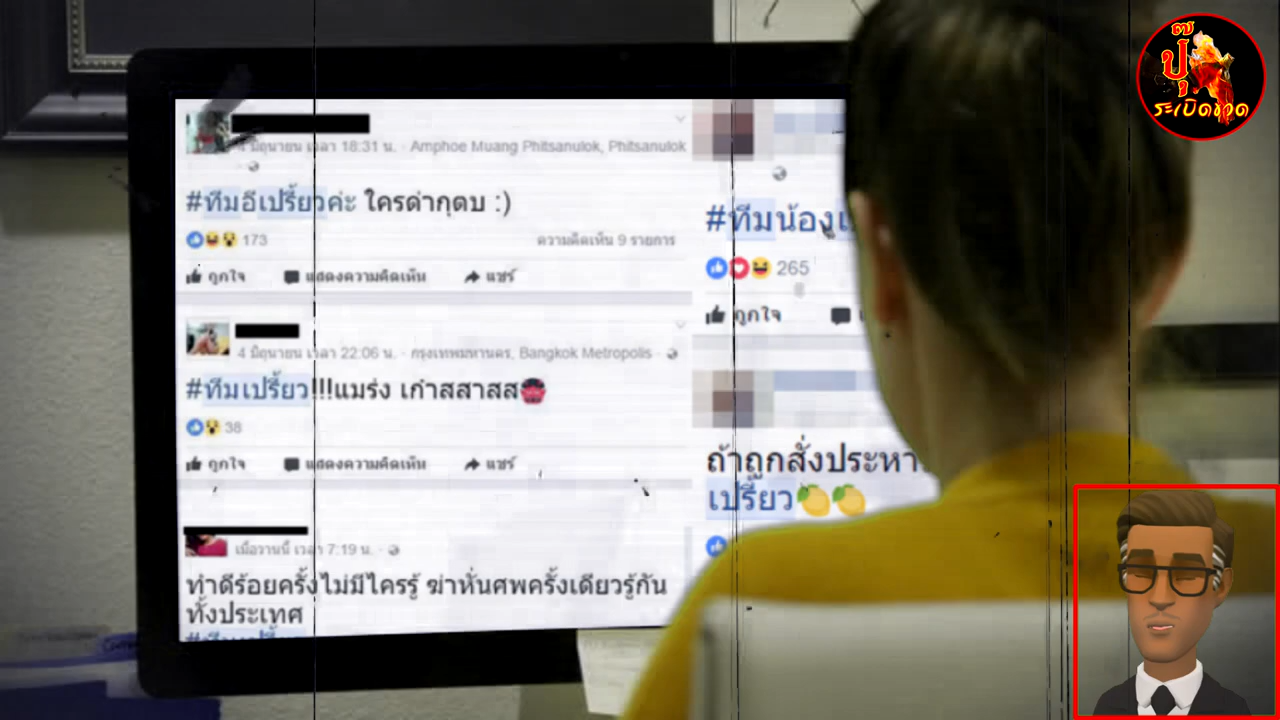 ปุ๊
ระเบิดขวด
4 มิถุนายน เวลา 18:31 น. · Amphoe Muang Phitsanulok, Phitsanulok
#ทีมอีเปรี้ยวค่ะ ใครด่ากุตบ :)
173
ความคิดเห็น 9 รายการ
ถูกใจ แสดงความคิดเห็น แชร์
4 มิถุนายน เวลา 22:06 น. · กรุงเทพมหานคร, Bangkok Metropolis ·
#ทีมเปรี้ยว!!!แมร่ง เก๋าสสาสส
38
ถูกใจ แสดงความคิดเห็น แชร์
เมื่อวานนี้ เวลา 7:19 น. ·
ทำดีร้อยครั้งไม่มีใครรู้ ฆ่าหั่นศพครั้งเดียวรู้กัน
ทั้งประเทศ
#ทีมน้อง
265
ถูกใจ
ถ้าถูกสั่งประหาร
เปรี้ยว🍋🍋